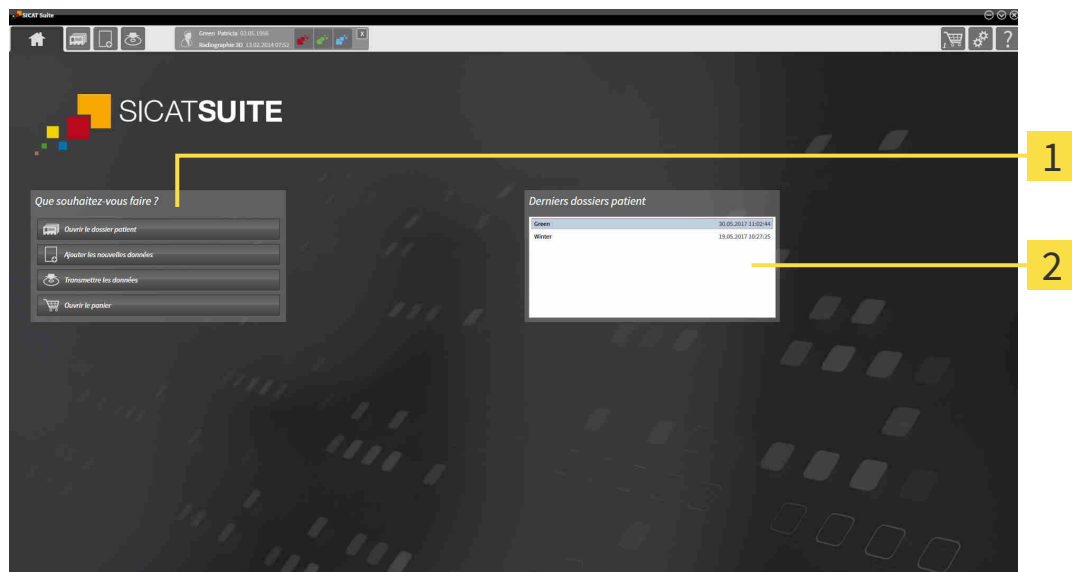 SICAT Suite
Green Patricia 02.05.1956
Radiographie 3D 13.02.2014 07:52
X
1
?
SICATSUITE
1
Que souhaitez-vous faire ?
Ouvrir le dossier patient
Ajouter les nouvelles données
Transmettre les données
Ouvrir le panier
Derniers dossiers patient
Green 30.05.2017 11:02:44
Winter 19.05.2017 10:27:25
2